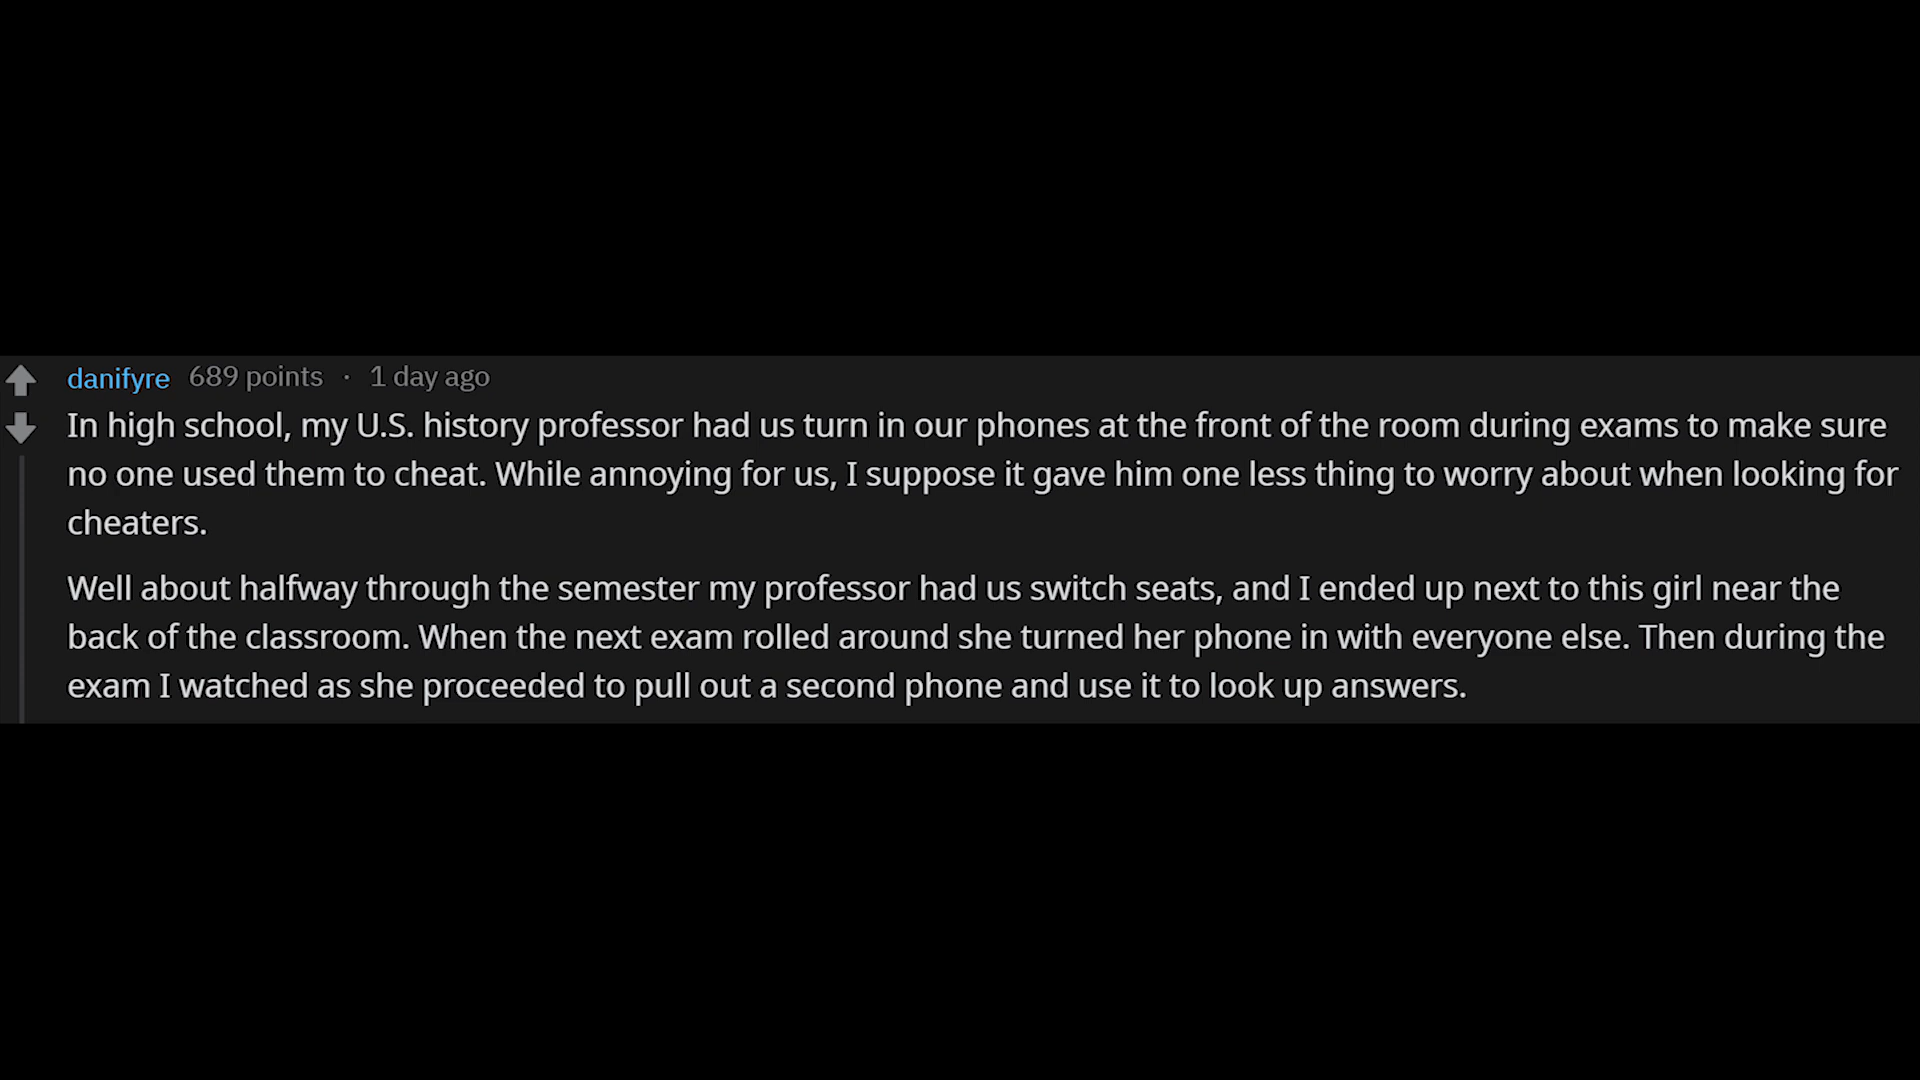 danifyre 689 points · 1 day ago
In high school, my U.S. history professor had us turn in our phones at the front of the room during exams to make sure
no one used them to cheat. While annoying for us, I suppose it gave him one less thing to worry about when looking for
cheaters.
Well about halfway through the semester my professor had us switch seats, and I ended up next to this girl near the
back of the classroom. When the next exam rolled around she turned her phone in with everyone else. Then during the
exam I watched as she proceeded to pull out a second phone and use it to look up answers.